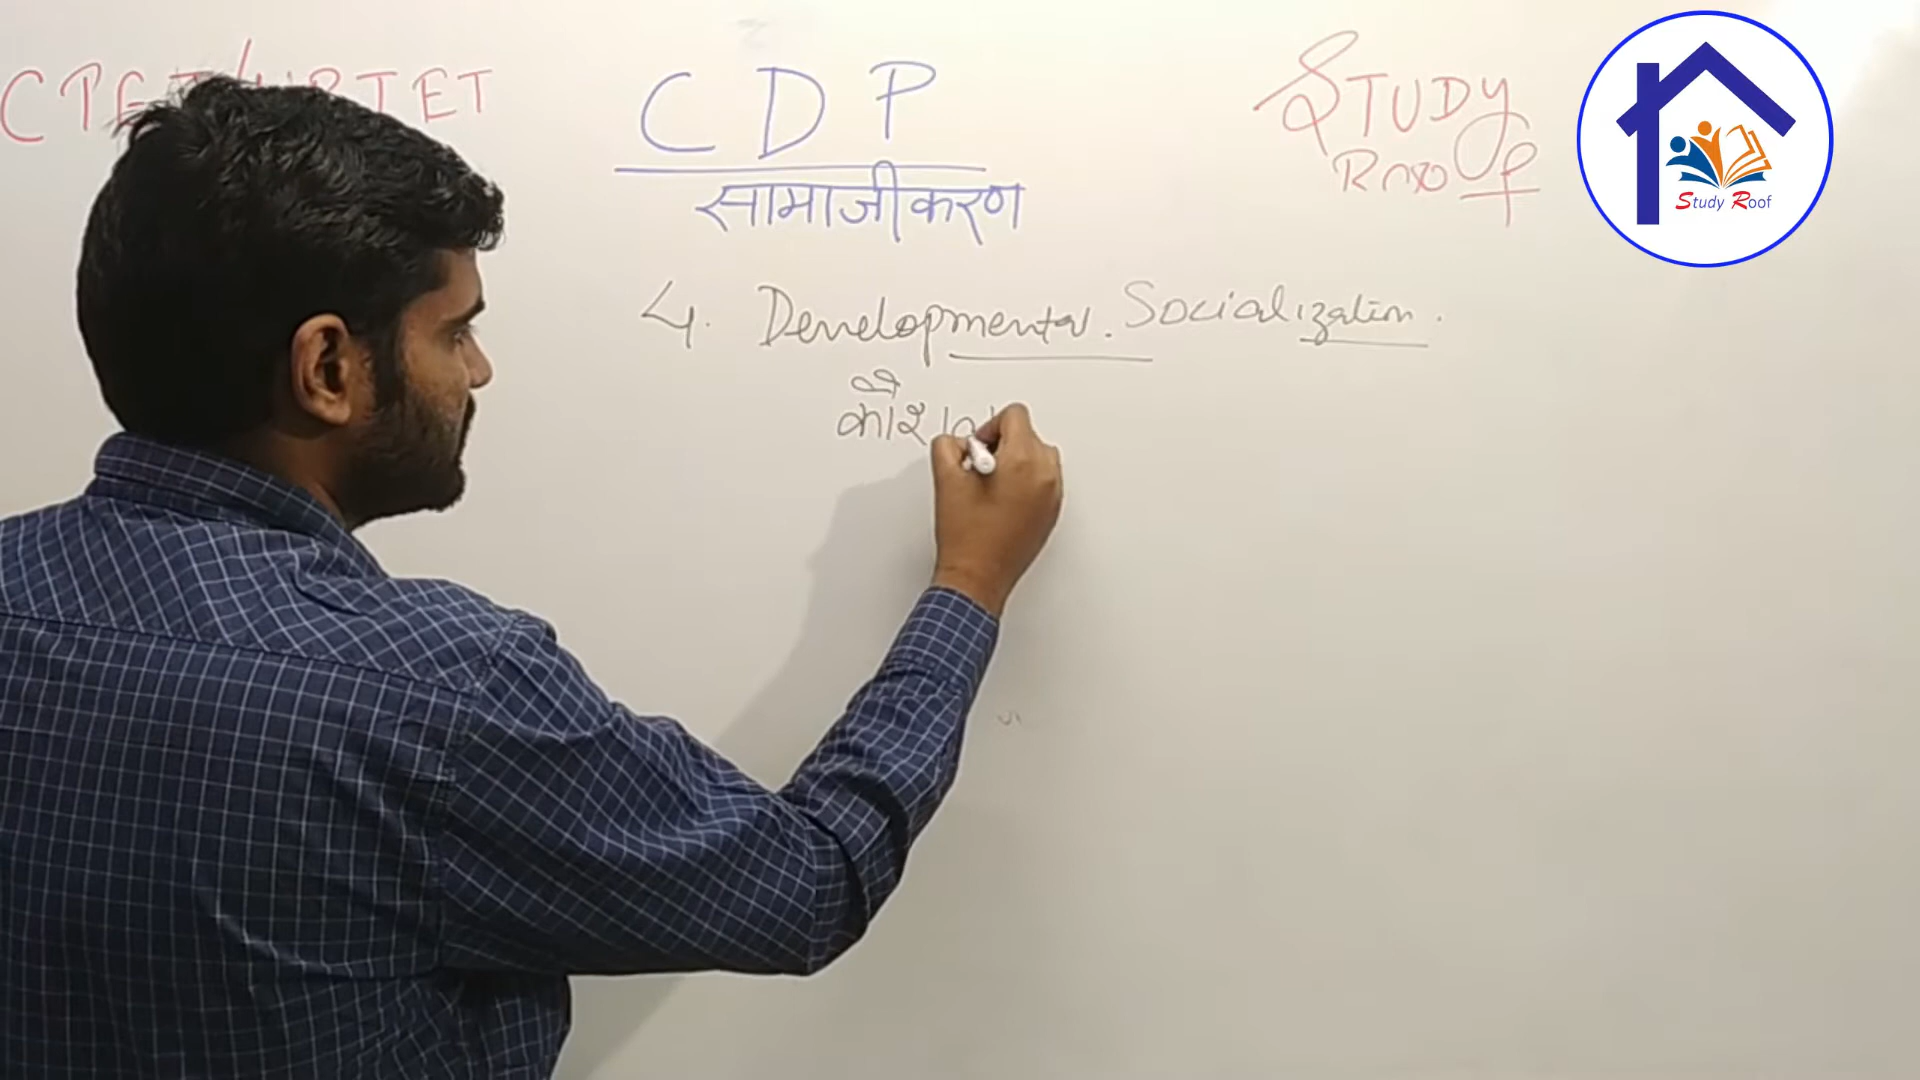 CDP
STUDY
Roof
Study Roof
सामाजीकरण
4. Developmental. Socialization.